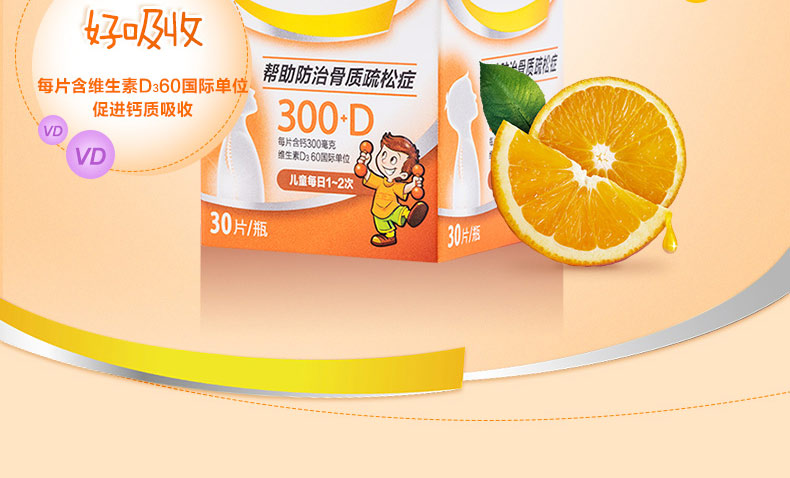 好吸收
每片含维生素D₃60国际单位
促进钙质吸收
VD
VD
帮助防治骨质疏松症
300+D
每片含钙300毫克
维生素D₃ 60国际单位
儿童每日1~2次
30片/瓶
助防治骨质疏松症
30片/瓶